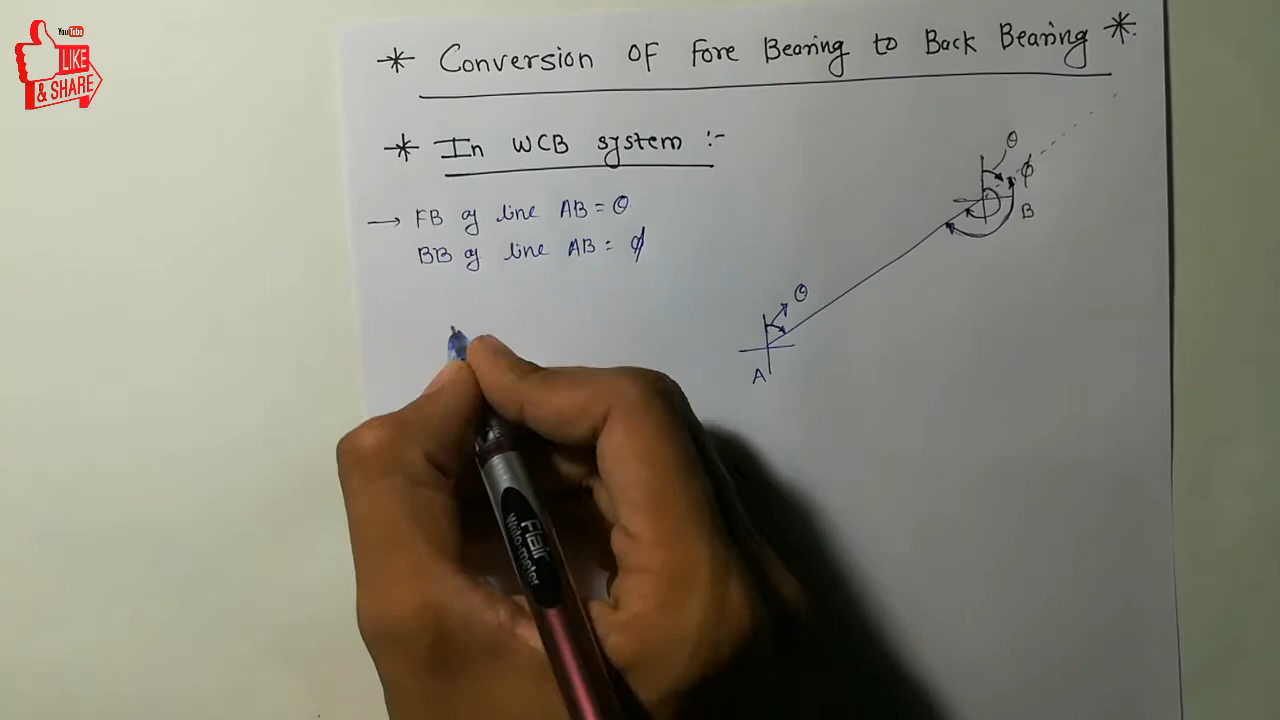 YouTube
LIKE
& SHARE
* Conversion OF Fore Bearing to Back Bearing *
* In WCB system :-
→ FB of line AB = θ
BB of line AB = ϕ
θ
ϕ
B
θ
A
Flair
Writo-meter